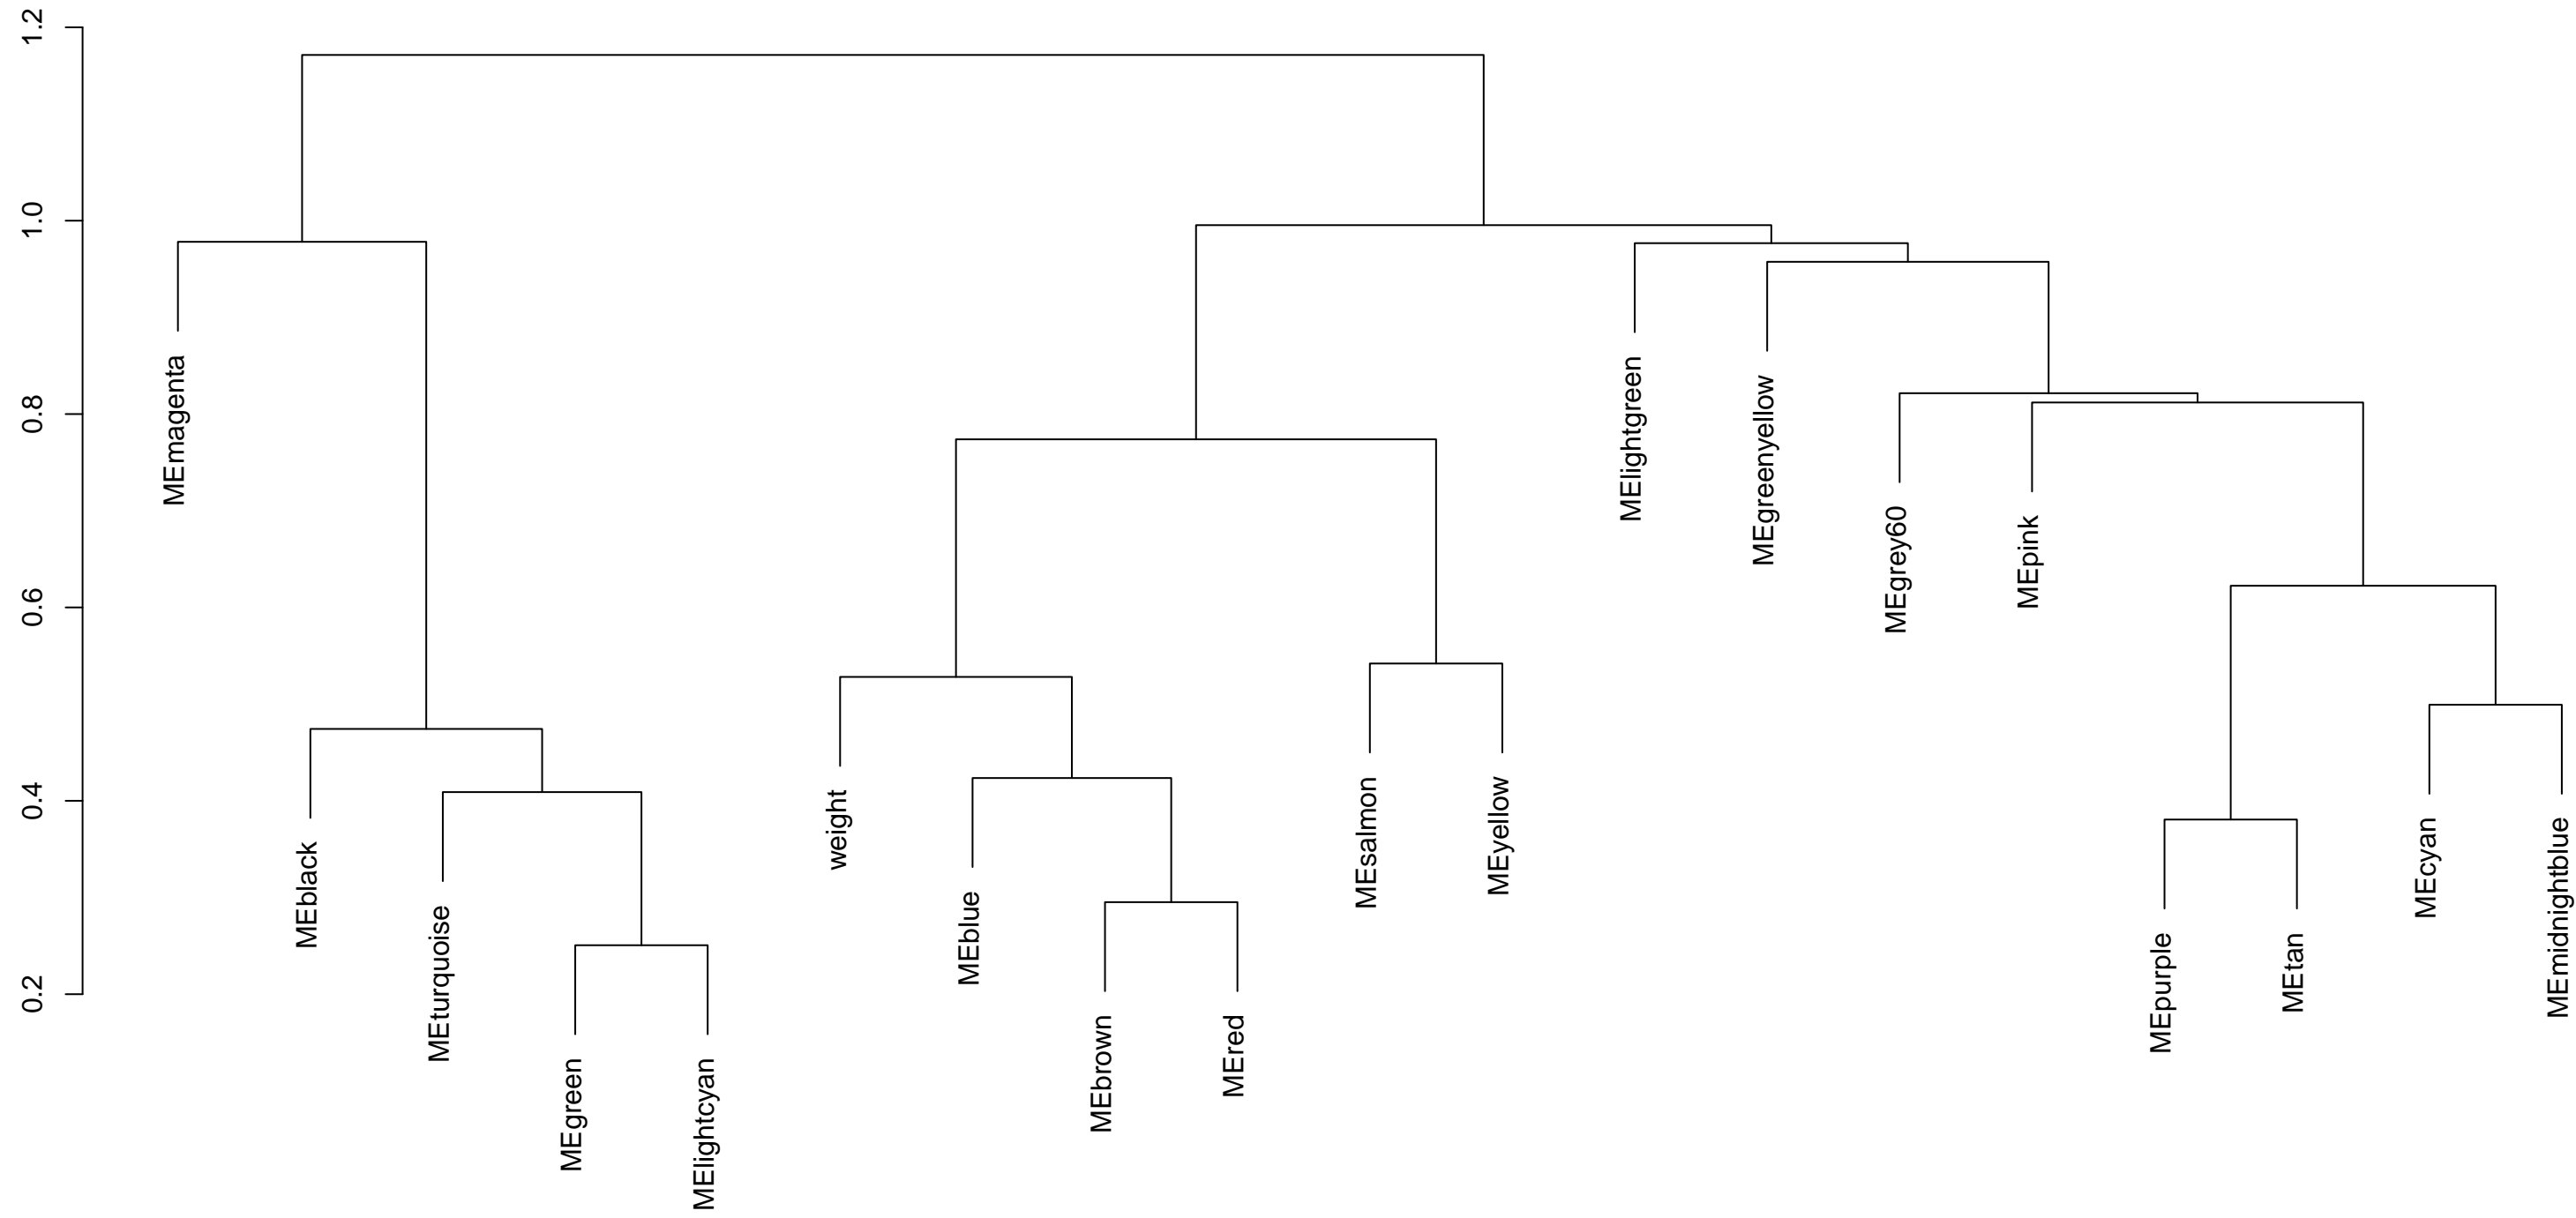 1.2
1.0
0.8
0.6
0.4
0.2
MEmagenta
MEblack
MEturquoise
MEgreen
MElightcyan
weight
MEblue
MEbrown
MEred
MEsalmon
MEyellow
MElightgreen
MEgreenyellow
MEgrey60
MEpink
MEpurple
MEtan
MEcyan
MEmidnightblue